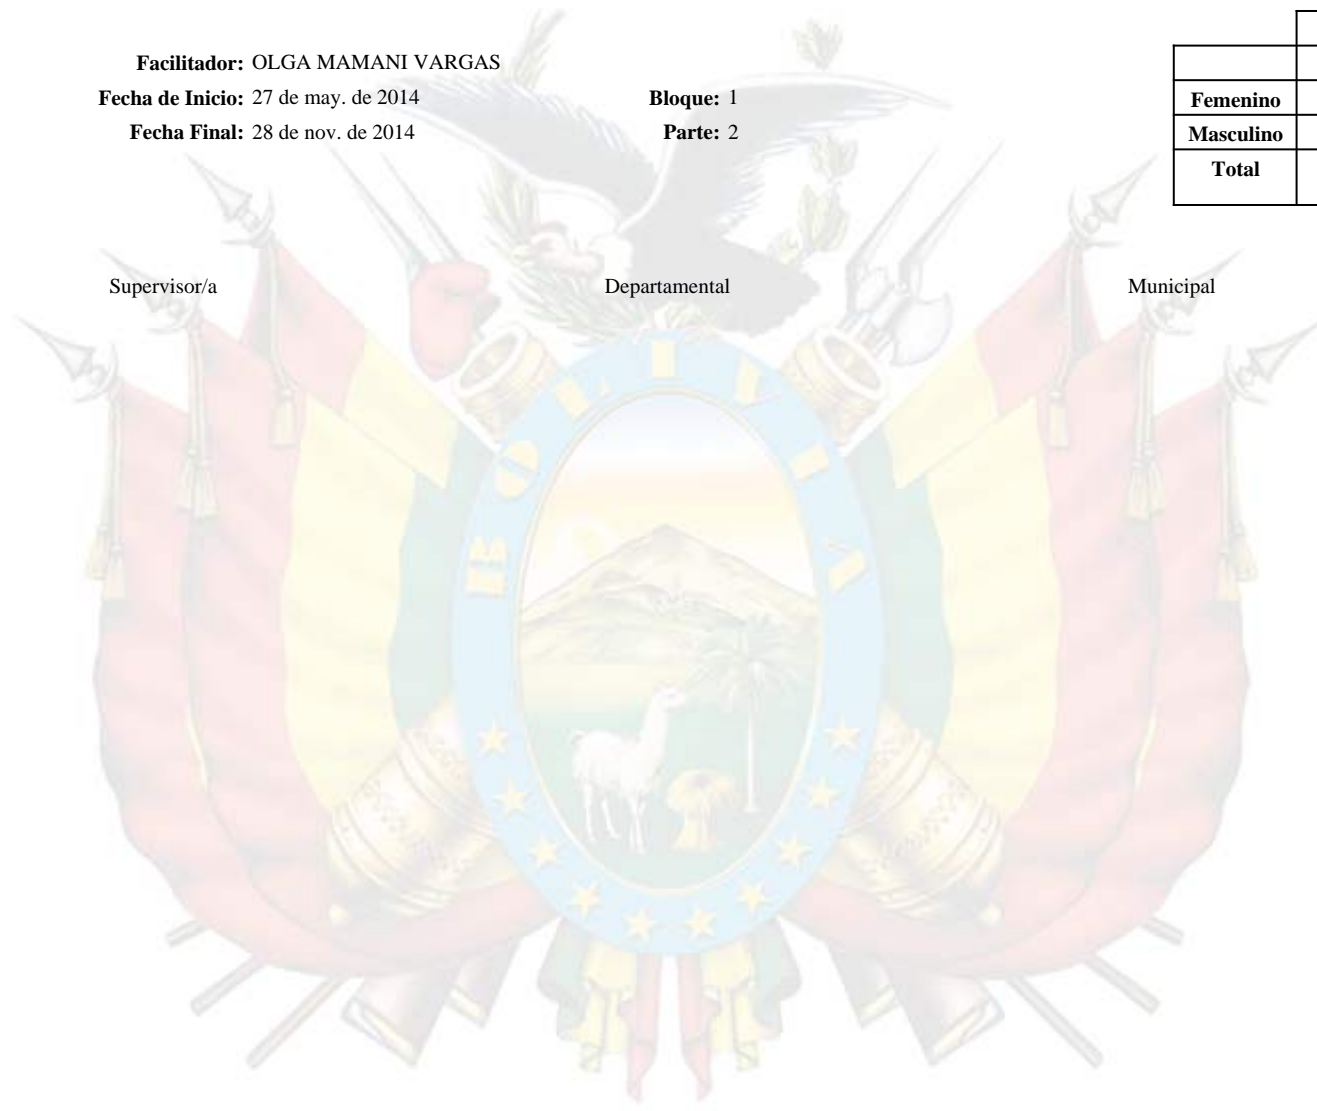 Facilitador: OLGA MAMANI VARGAS
Fecha de Inicio: 27 de may. de 2014 Bloque: 1
Fecha Final: 28 de nov. de 2014 Parte: 2
Femenino
Masculino
Total
Supervisor/a Departamental Municipal
BOLIVIA